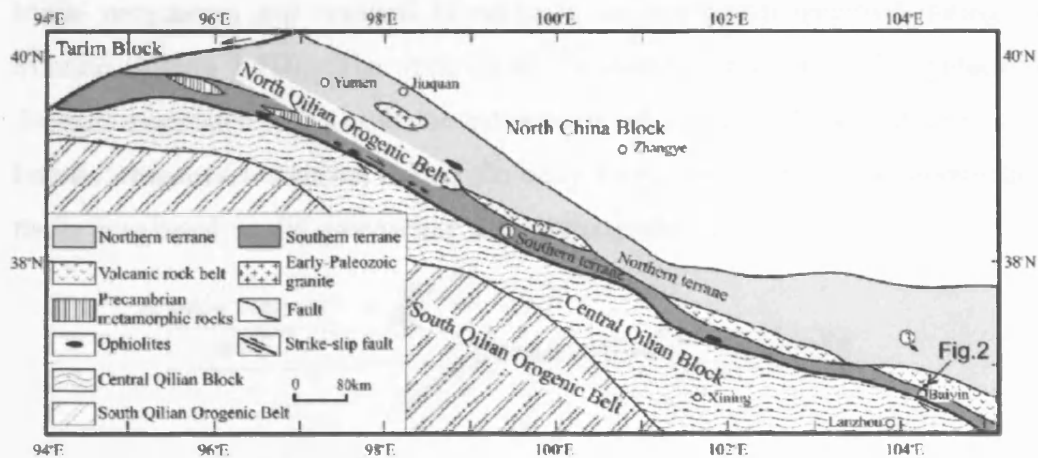 94°E 96°E 98°E 100°E 102°E 104°E
Tarim Block
40°N
40°N
Yumen
Jiuquan
North Qilian Orogenic Belt
North China Block
Zhangye
Northern terrane
Southern terrane
Volcanic rock belt
Early-Paleozoic
granite
Precambrian
metamorphic rocks
Fault
Ophiolites
Strike-slip fault
Central Qilian Block
0 80km
South Qilian Orogenic Belt
38°N
38°N
1
2
Southern terrane
Northern terrane
Central Qilian Block
South Qilian Orogenic Belt
Fig.2
Baiyin
Xining
Lanzhou
94°E 96°E 98°E 100°E 102°E 104°E